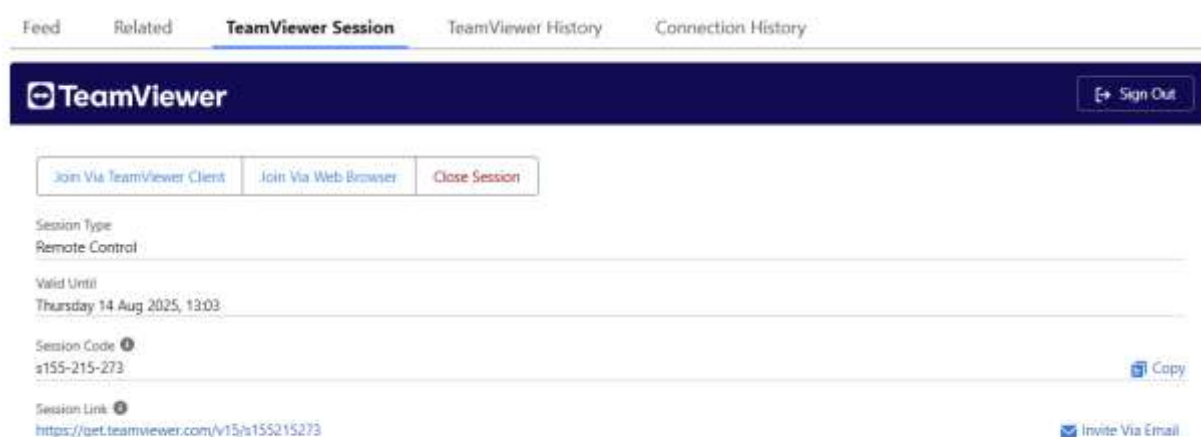 Feed Related TeamViewer Session TeamViewer History Connection History
TeamViewer Sign Out
Join Via TeamViewer Client Join Via Web Browser Close Session
Session Type
Remote Control
Valid Until
Thursday 14 Aug 2025, 13:03
Session Code
s155-215-273 Copy
Session Link
https://get.teamviewer.com/v15/s155215273 Invite Via Email